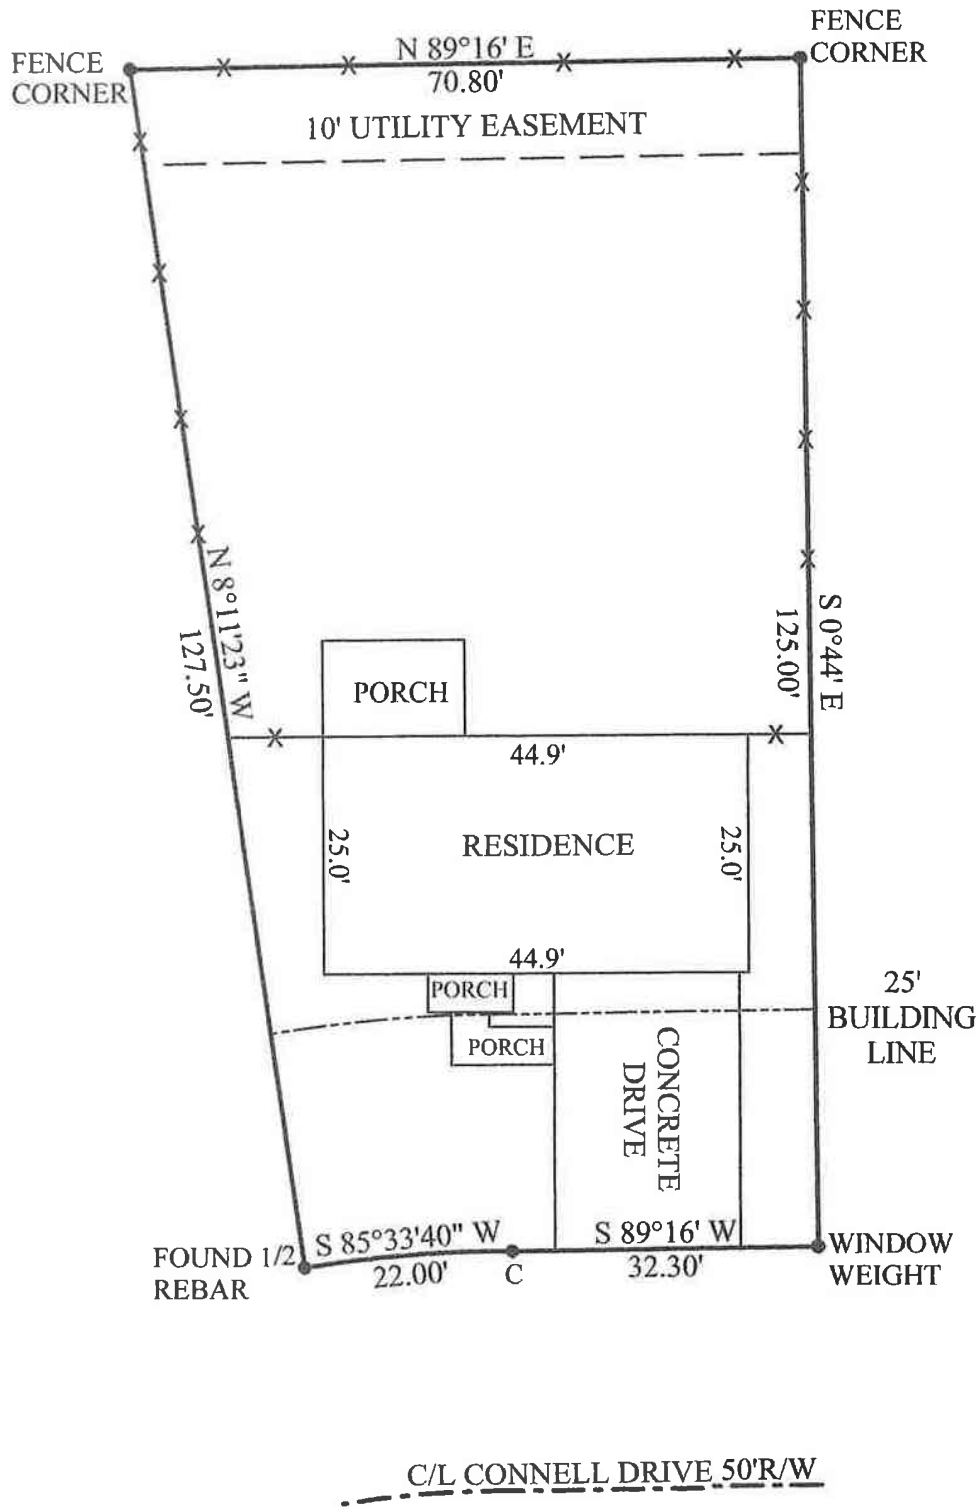 FENCE
CORNER
N 89°16' E
70.80'
FENCE
CORNER
10' UTILITY EASEMENT
N 8°11'23" W
127.50'
S 0°44' E
125.00'
PORCH
44.9'
25.0'
RESIDENCE
25.0'
44.9'
PORCH
PORCH
CONCRETE
DRIVE
25'
BUILDING
LINE
FOUND 1/2
REBAR
S 85°33'40" W
22.00'
C
S 89°16' W
32.30'
WINDOW
WEIGHT
C/L CONNELL DRIVE 50'R/W